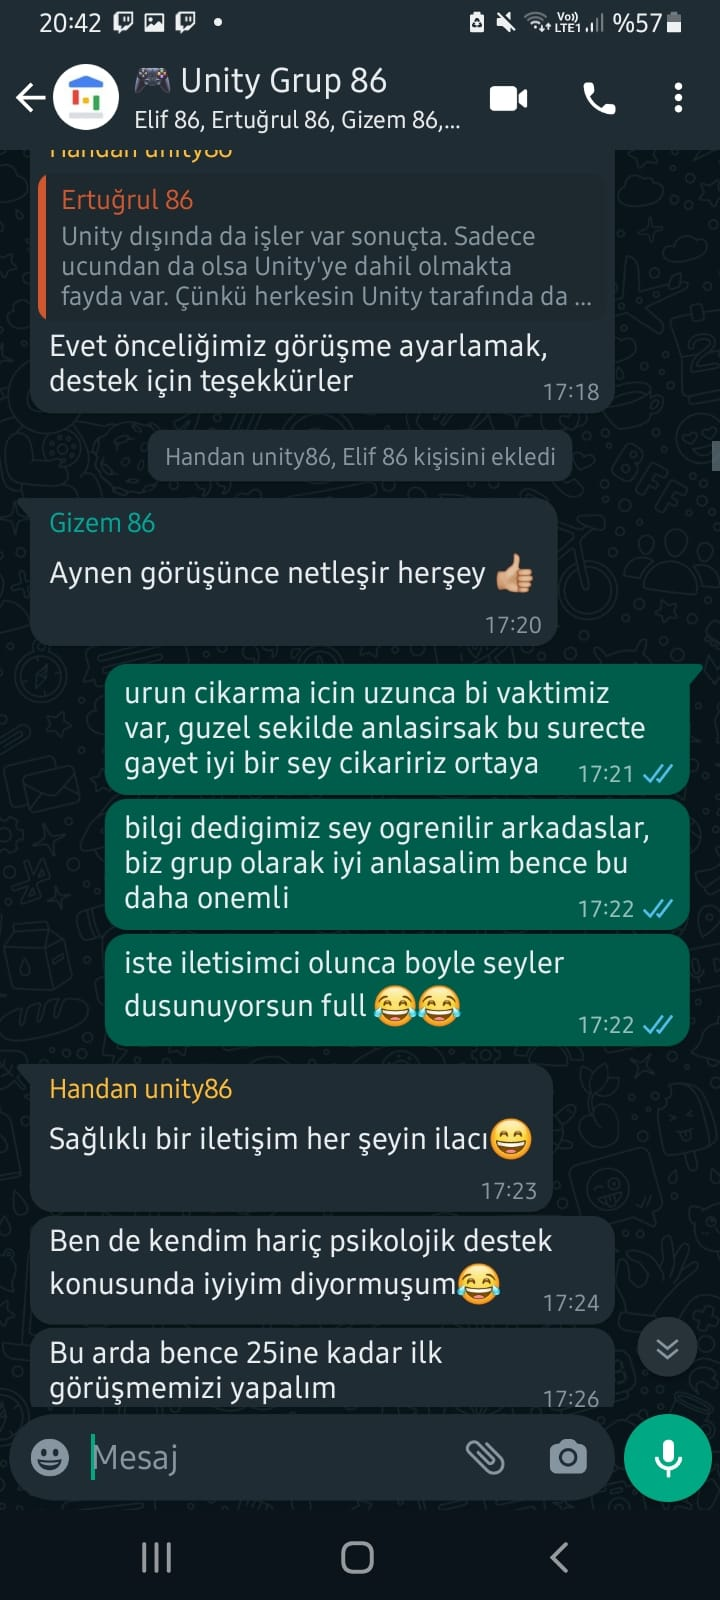 20:42
Vo))
LTE1
%57
Unity Grup 86
Elif 86, Ertuğrul 86, Gizem 86,...
Handan unity86
Ertuğrul 86
Unity dışında da işler var sonuçta. Sadece
ucundan da olsa Unity'ye dahil olmakta
fayda var. Çünkü herkesin Unity tarafında da ...
Evet önceliğimiz görüşme ayarlamak,
destek için teşekkürler
17:18
Handan unity86, Elif 86 kişisini ekledi
Gizem 86
Aynen görüşünce netleşir herşey 👍🏼
17:20
urun cikarma icin uzunca bi vaktimiz
var, guzel sekilde anlasirsak bu surecte
gayet iyi bir sey cikaririz ortaya
17:21
bilgi dedigimiz sey ogrenilir arkadaslar,
biz grup olarak iyi anlasalim bence bu
daha onemli
17:22
iste iletisimci olunca boyle seyler
dusunuyorsun full 😂😂
17:22
Handan unity86
Sağlıklı bir iletişim her şeyin ilacı😄
17:23
Ben de kendim hariç psikolojik destek
konusunda iyiyim diyormuşum😂
17:24
Bu arda bence 25ine kadar ilk
görüşmemizi yapalım
17:26
Mesaj